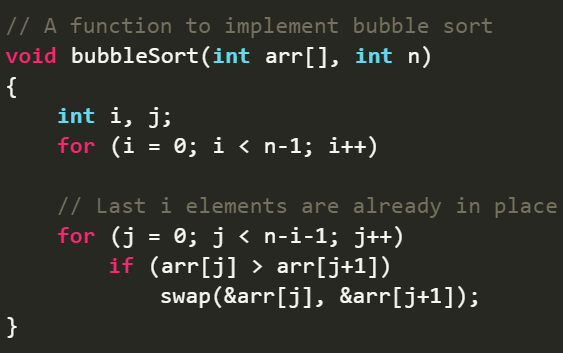 // A function to implement bubble sort
void bubbleSort(int arr[], int n)
{
    int i, j;
    for (i = 0; i < n-1; i++)

    // Last i elements are already in place
    for (j = 0; j < n-i-1; j++)
        if (arr[j] > arr[j+1])
            swap(&arr[j], &arr[j+1]);
}